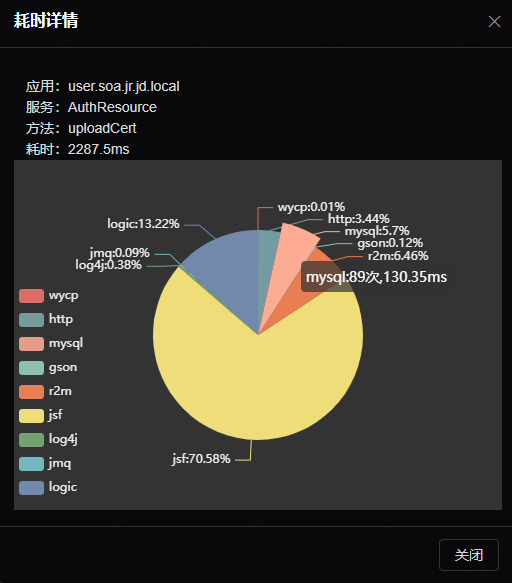 耗时详情
应用：user.soa.jr.jd.local
服务：AuthResource
方法：uploadCert
耗时：2287.5ms
wycp:0.01%
http:3.44%
logic:13.22%
mysql:5.7%
gson:0.12%
jmq:0.09%
r2m:6.46%
log4j:0.38%
mysql:89次,130.35ms
wycp
http
mysql
gson
r2m
jsf
log4j
jsf:70.58%
jmq
logic
关闭